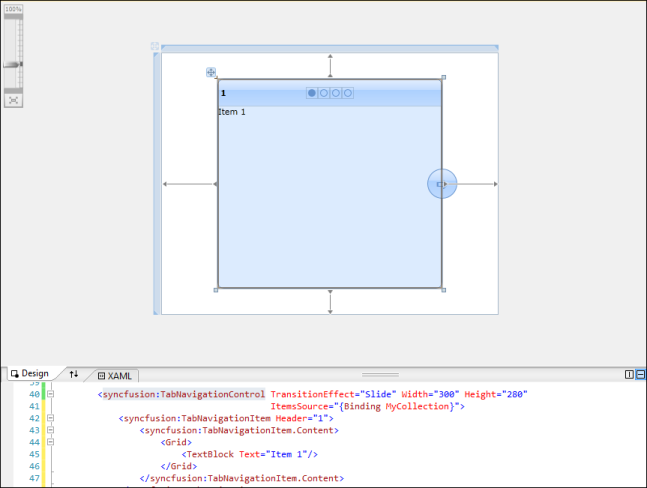 100%
1
Item 1
Design
XAML
40 <syncfusion:TabNavigationControl TransitionEffect="Slide" Width="300" Height="280"
41 ItemsSource="{Binding MyCollection}">
42 <syncfusion:TabNavigationItem Header="1">
43 <syncfusion:TabNavigationItem.Content>
44 <Grid>
45 <TextBlock Text="Item 1"/>
46 </Grid>
47 </syncfusion:TabNavigationItem.Content>